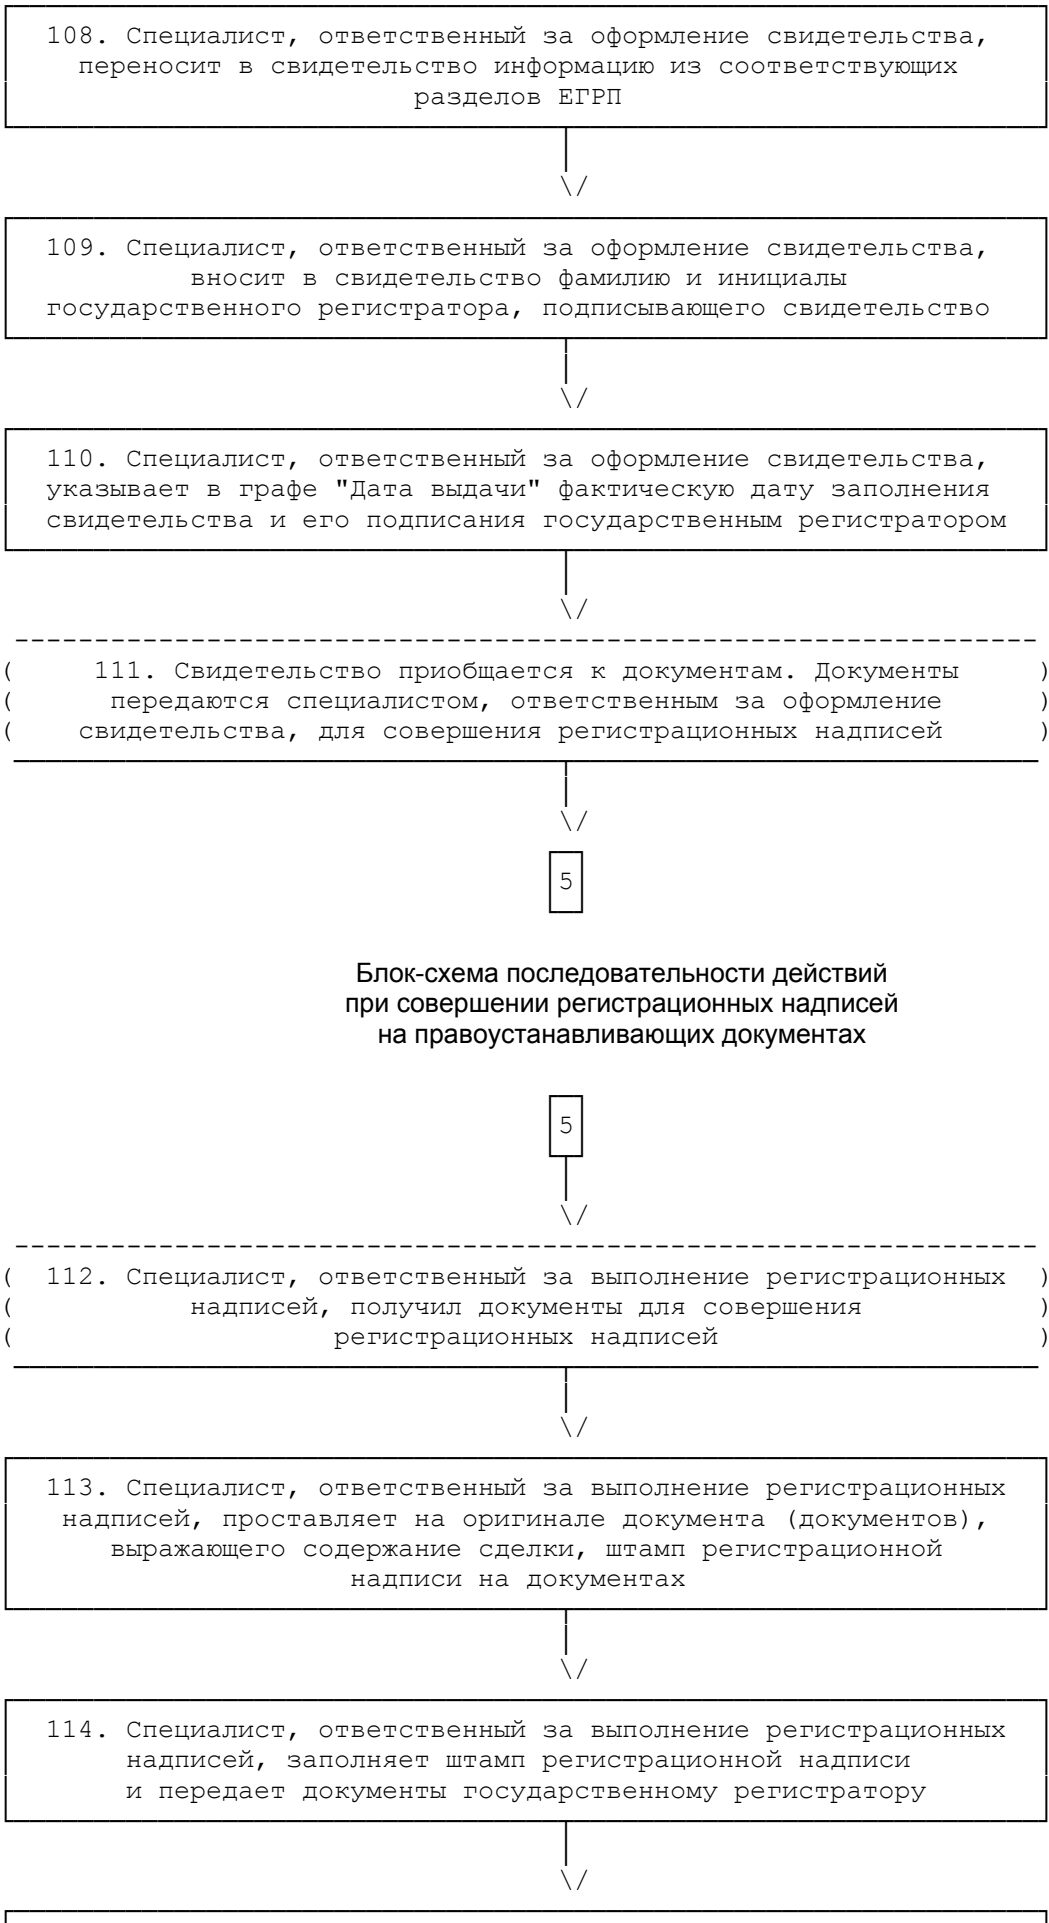 108. Специалист, ответственный за оформление свидетельства,
переносит в свидетельство информацию из соответствующих
разделов ЕГРП
109. Специалист, ответственный за оформление свидетельства,
вносит в свидетельство фамилию и инициалы
государственного регистратора, подписывающего свидетельство
110. Специалист, ответственный за оформление свидетельства,
указывает в графе "Дата выдачи" фактическую дату заполнения
свидетельства и его подписания государственным регистратором
111. Свидетельство приобщается к документам. Документы
передаются специалистом, ответственным за оформление
свидетельства, для совершения регистрационных надписей
5
Блок-схема последовательности действий
при совершении регистрационных надписей
на правоустанавливающих документах
5
112. Специалист, ответственный за выполнение регистрационных
надписей, получил документы для совершения
регистрационных надписей
113. Специалист, ответственный за выполнение регистрационных
надписей, проставляет на оригинале документа (документов),
выражающего содержание сделки, штамп регистрационной
надписи на документах
114. Специалист, ответственный за выполнение регистрационных
надписей, заполняет штамп регистрационной надписи
и передает документы государственному регистратору